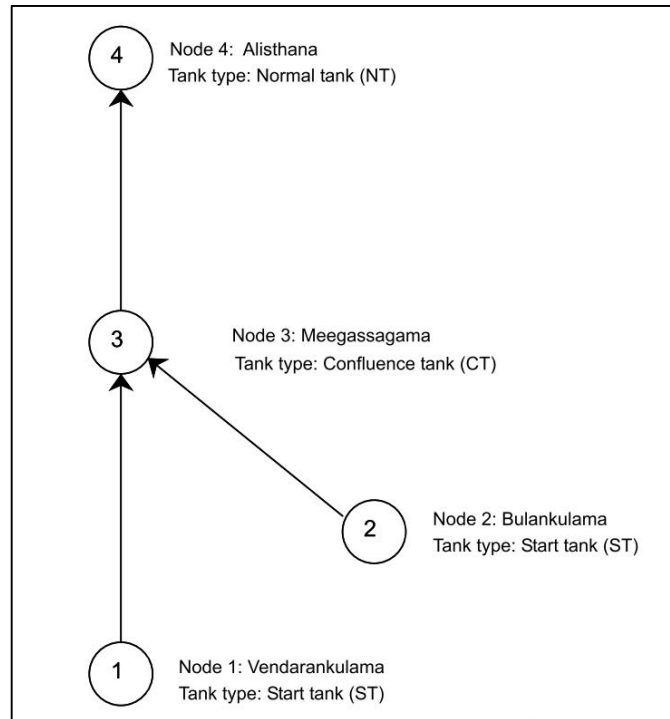 4
Node 4: Alisthana
Tank type: Normal tank (NT)
3
Node 3: Meegassagama
Tank type: Confluence tank (CT)
2
Node 2: Bulankulama
Tank type: Start tank (ST)
1
Node 1: Vendarankulama
Tank type: Start tank (ST)